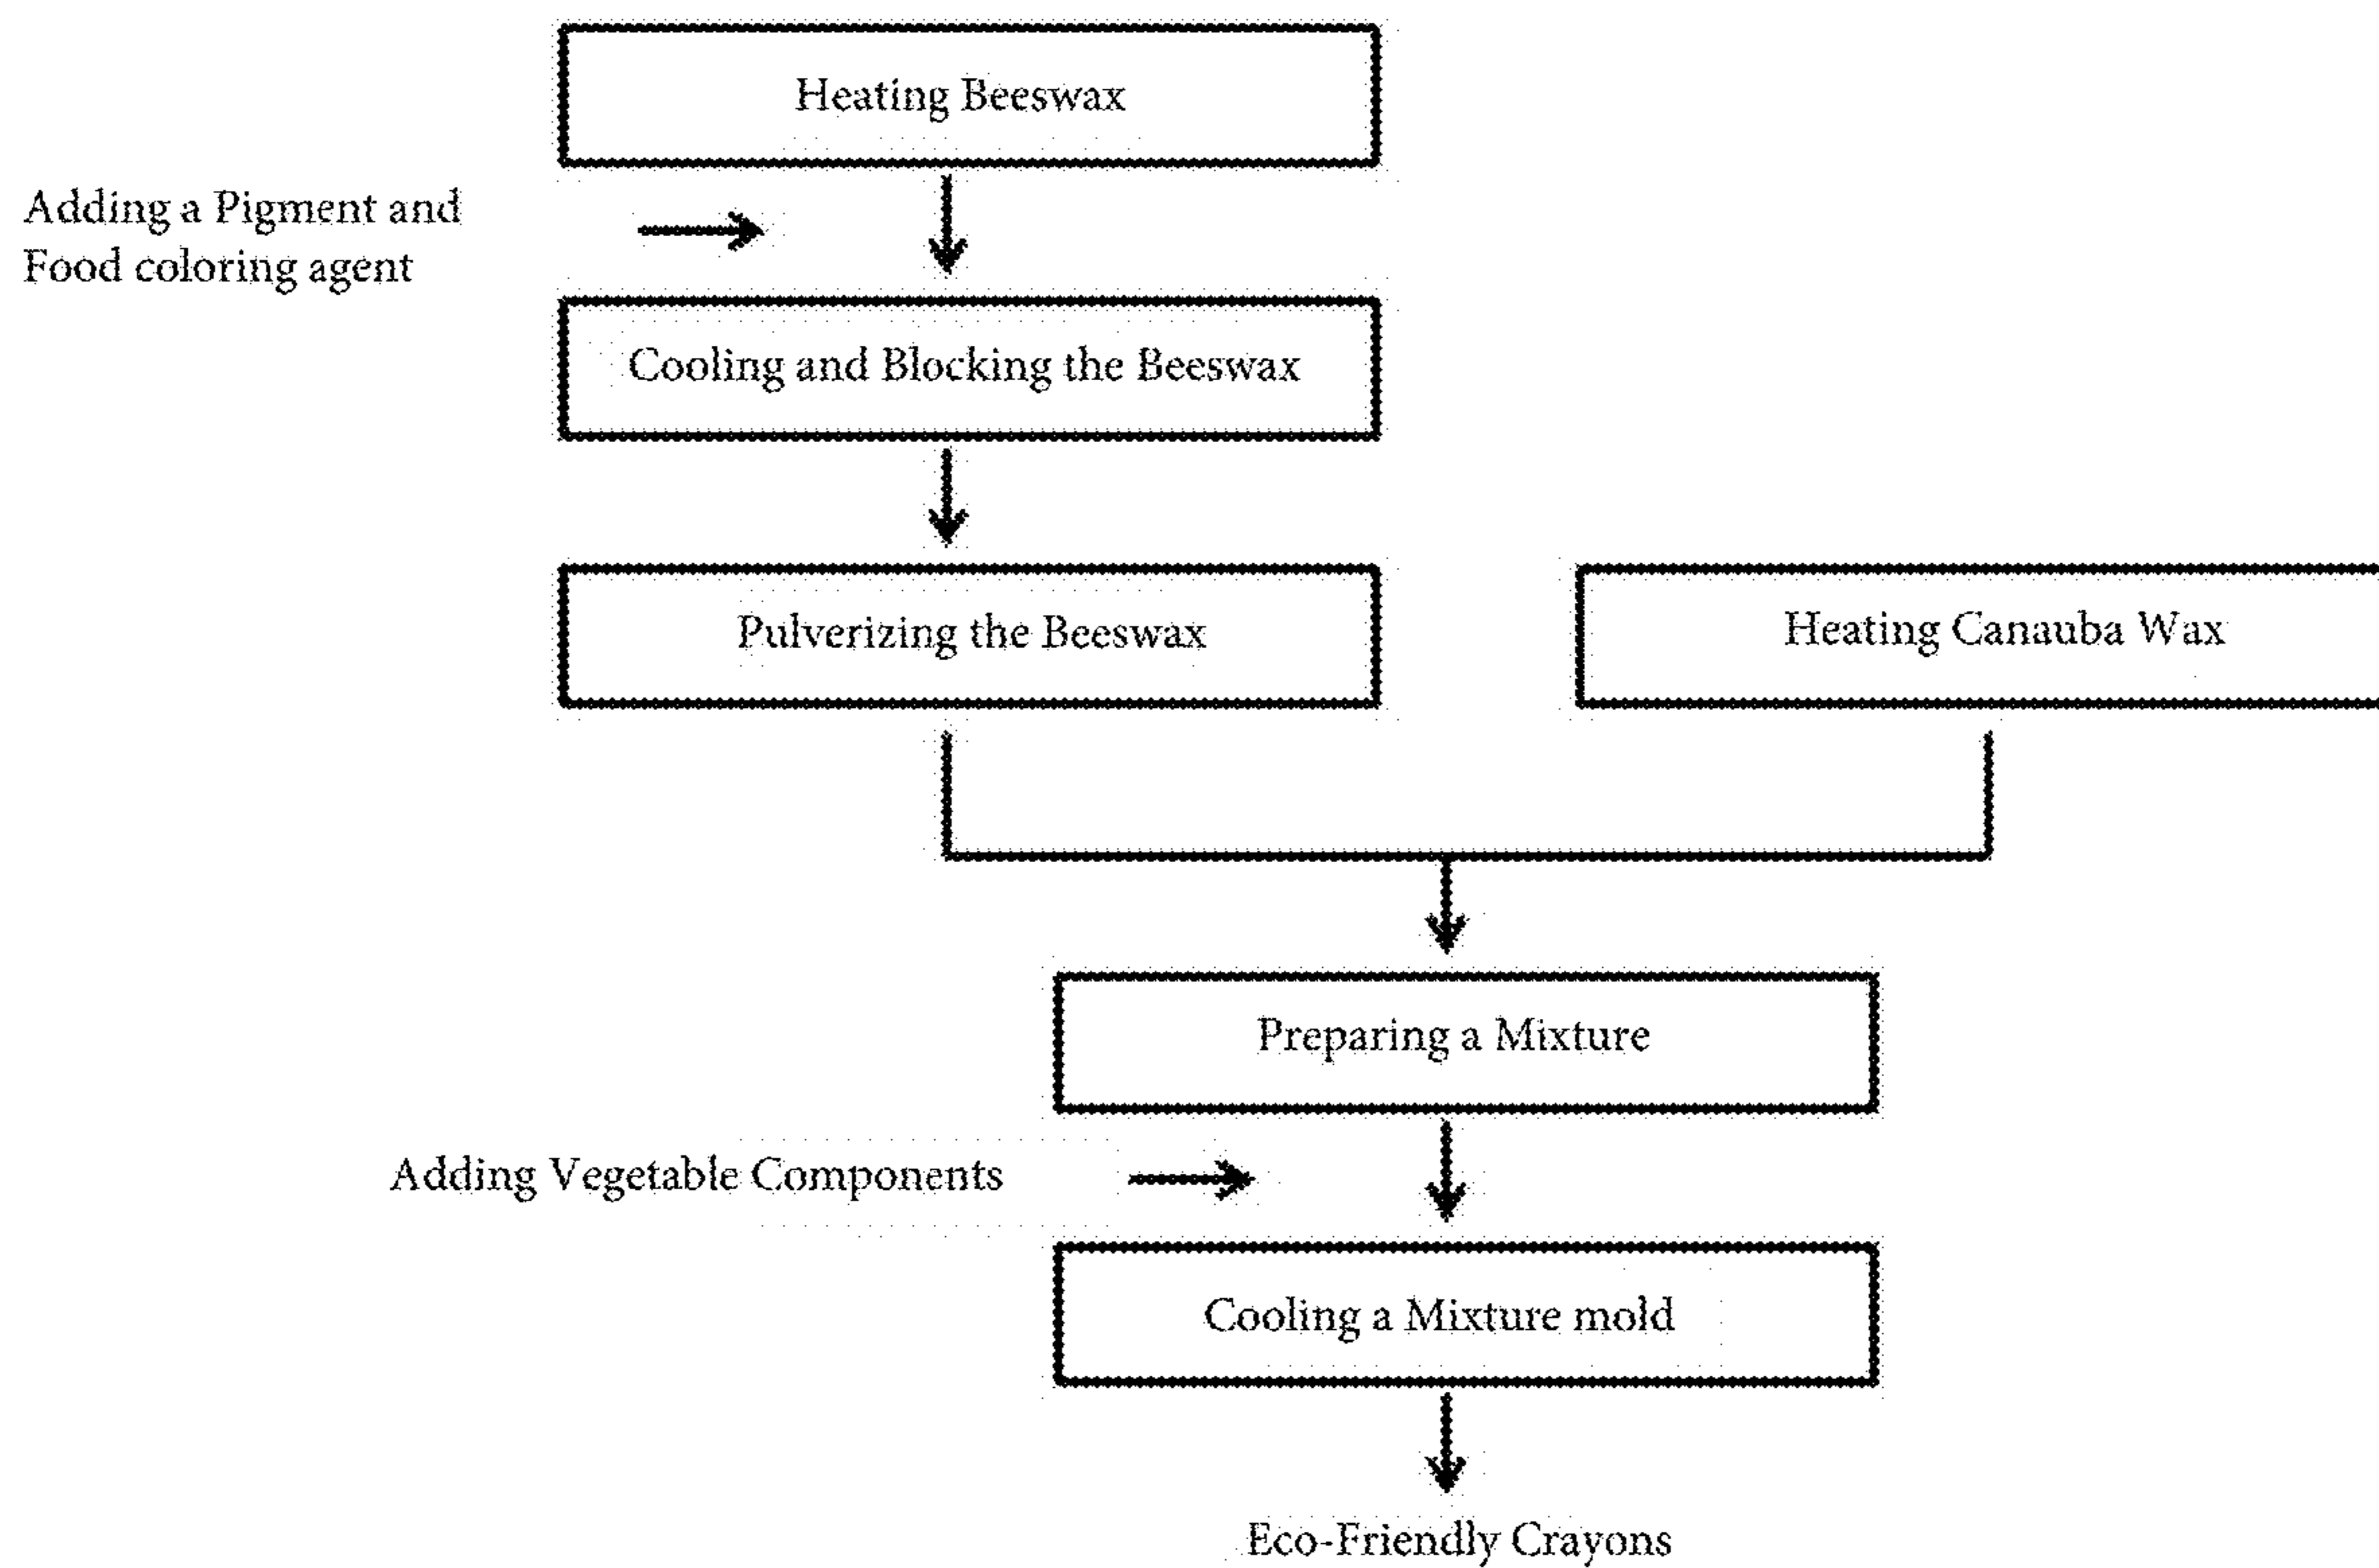 Heating Beeswax
Adding a Pigment and
Food coloring agent
Cooling and Blocking the Beeswax
Pulverizing the Beeswax
Heating Canauba Wax
Preparing a Mixture
Adding Vegetable Components
Cooling a Mixture mold
Eco-Friendly Crayons